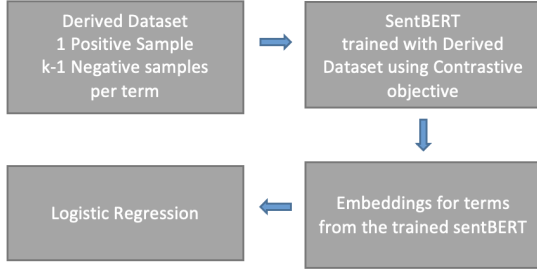 Derived Dataset
1 Positive Sample
k-1 Negative samples
per term
SentBERT
trained with Derived
Dataset using Contrastive
objective
Embeddings for terms
from the trained sentBERT
Logistic Regression